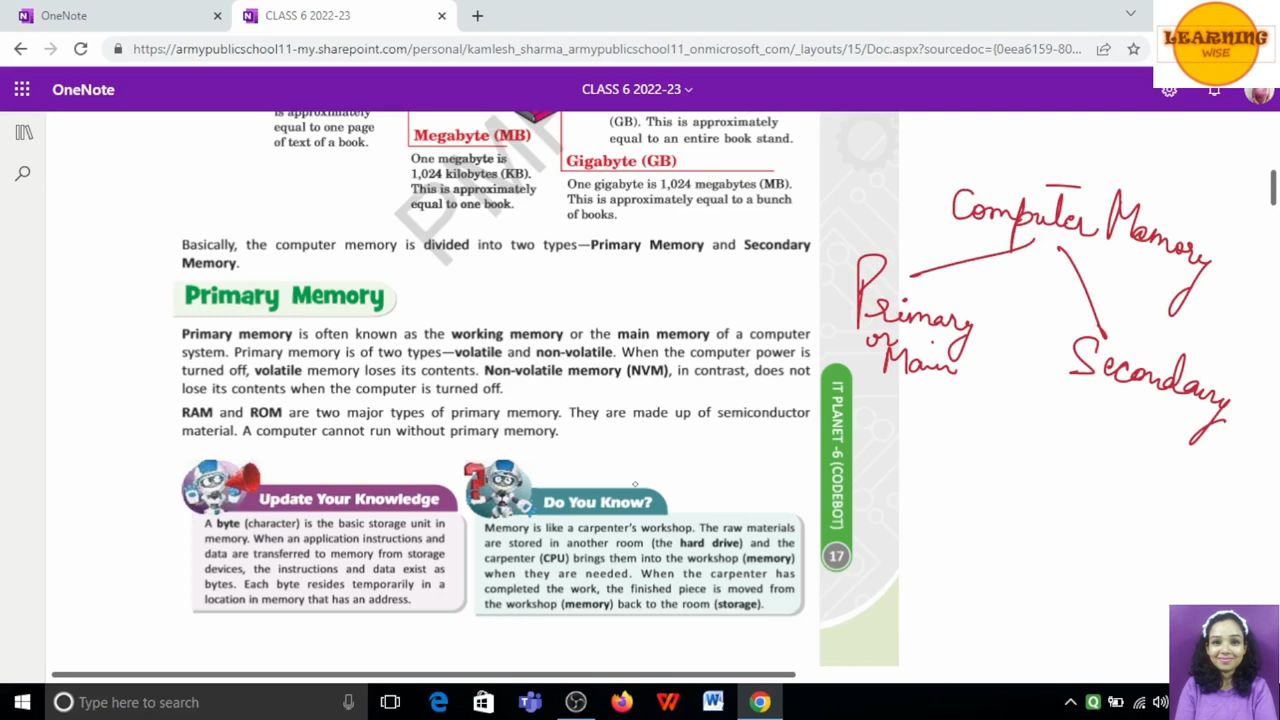 OneNote
CLASS 6 2022-23
https://armypublicschool11-my.sharepoint.com/personal/kamlesh_sharma_armypublicschool11_onmicrosoft_com/_layouts/15/Doc.aspx?sourcedoc={0eea6159-80...
LEARNING
WISE
OneNote
CLASS 6 2022-23
is approximately
equal to one page
of text of a book.
Megabyte (MB)
One megabyte is
1,024 kilobytes (KB).
This is approximately
equal to one book.
(GB). This is approximately
equal to an entire book stand.
Gigabyte (GB)
One gigabyte is 1,024 megabytes (MB).
This is approximately equal to a bunch
of books.
Basically, the computer memory is divided into two types—Primary Memory and Secondary
Memory.
Primary Memory
Primary memory is often known as the working memory or the main memory of a computer
system. Primary memory is of two types—volatile and non-volatile. When the computer power is
turned off, volatile memory loses its contents. Non-volatile memory (NVM), in contrast, does not
lose its contents when the computer is turned off.
RAM and ROM are two major types of primary memory. They are made up of semiconductor
material. A computer cannot run without primary memory.
Update Your Knowledge
A byte (character) is the basic storage unit in
memory. When an application instructions and
data are transferred to memory from storage
devices, the instructions and data exist as
bytes. Each byte resides temporarily in a
location in memory that has an address.
Do You Know?
Memory is like a carpenter's workshop. The raw materials
are stored in another room (the hard drive) and the
carpenter (CPU) brings them into the workshop (memory)
when they are needed. When the carpenter has
completed the work, the finished piece is moved from
the workshop (memory) back to the room (storage).
IT PLANET -6 (CODEBOT)
17
Computer Memory
Primary
or
Main
Secondary
Type here to search